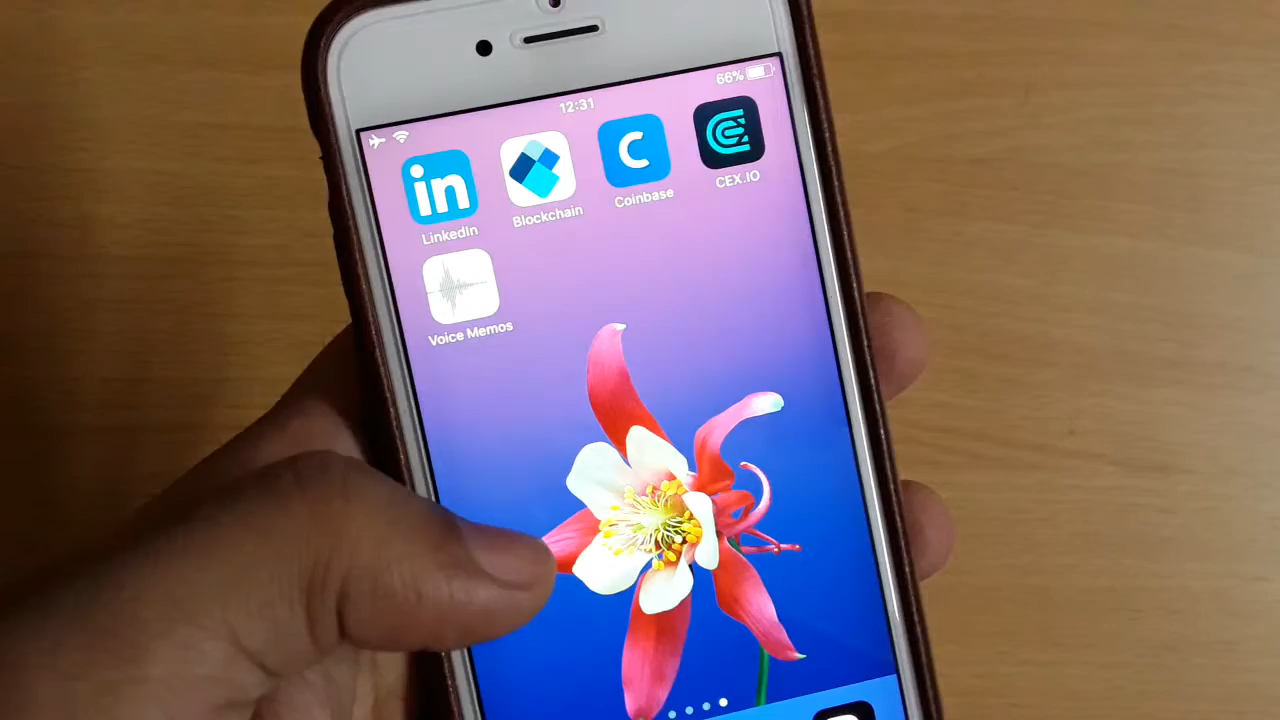 66%
12:31
in
LinkedIn
Blockchain
C
Coinbase
CEX.IO
Voice Memos